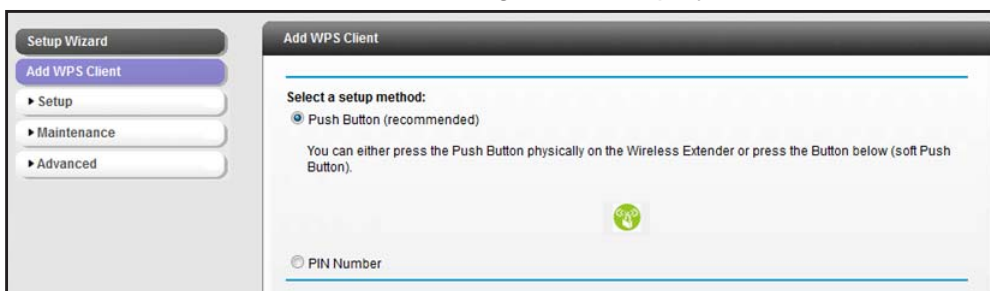 Setup Wizard
Add WPS Client
Setup
Maintenance
Advanced
Add WPS Client
Select a setup method:
Push Button (recommended)
You can either press the Push Button physically on the Wireless Extender or press the Button below (soft Push
Button).
PIN Number